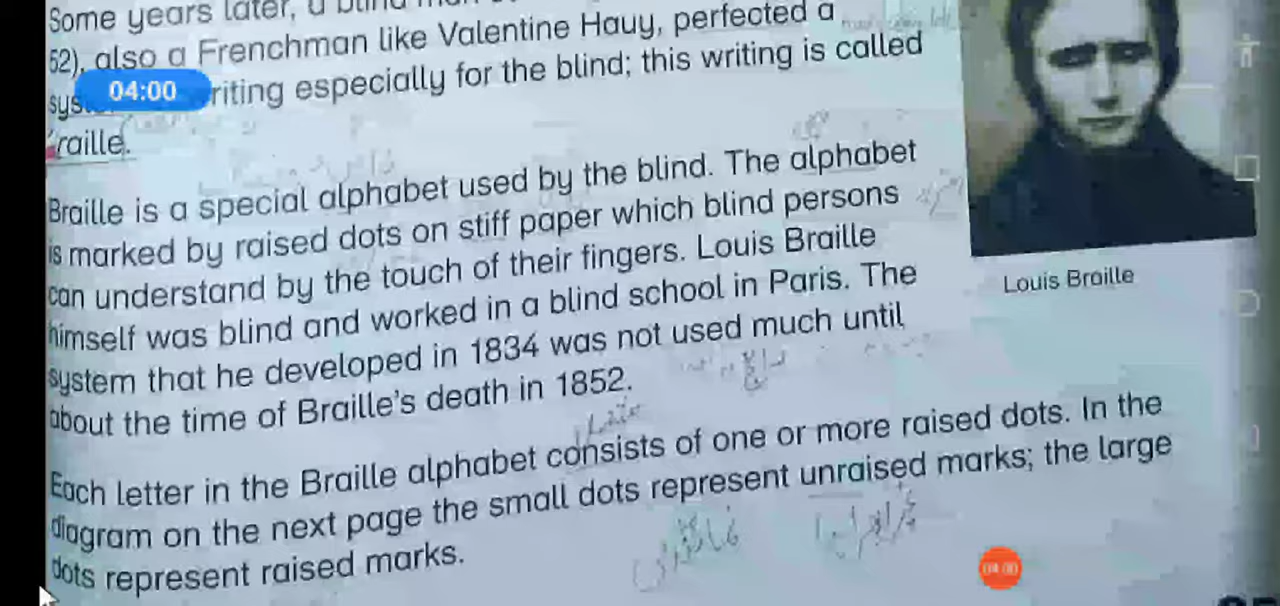 Some years later, a blind
52), also a Frenchman like Valentine Hauy, perfected a
riting especially for the blind; this writing is called
raille.
Braille is a special alphabet used by the blind. The alphabet
is marked by raised dots on stiff paper which blind persons
can understand by the touch of their fingers. Louis Braille
himself was blind and worked in a blind school in Paris. The
system that he developed in 1834 was not used much until
about the time of Braille's death in 1852.
Each letter in the Braille alphabet consists of one or more raised dots. In the
diagram on the next page the small dots represent unraised marks; the large
dots represent raised marks.
Louis Braille
04:00
04:00